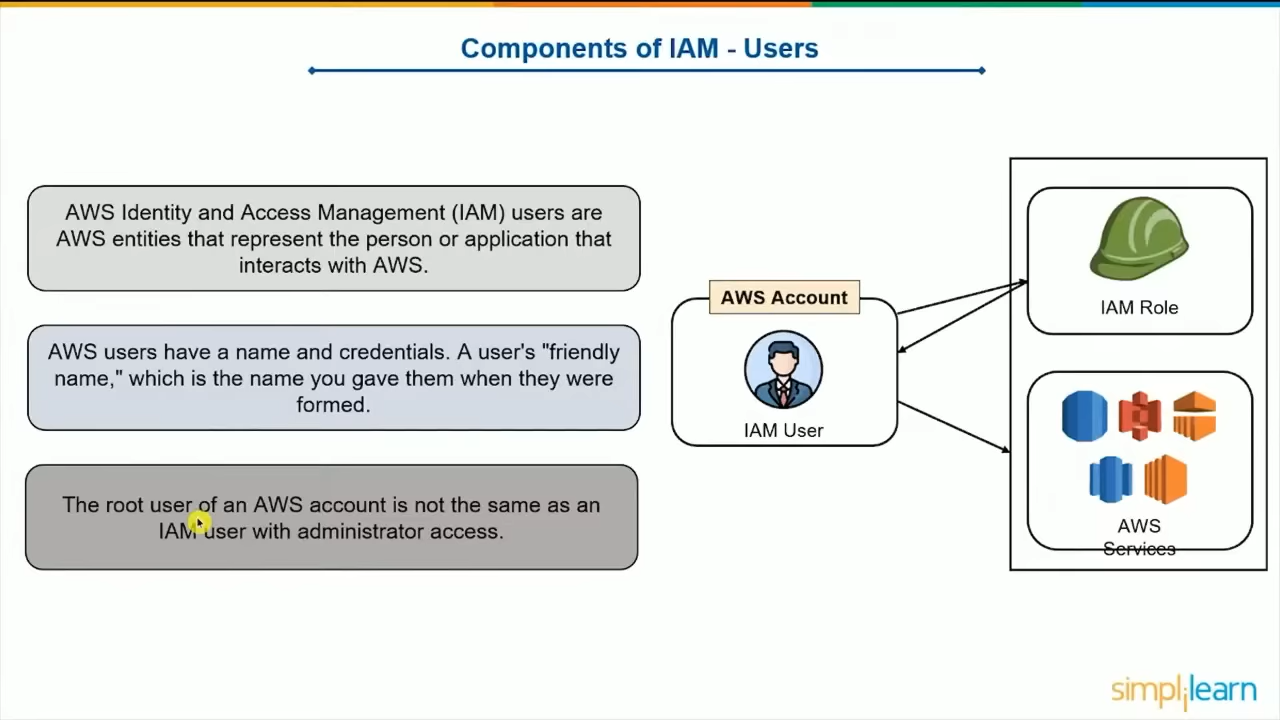 Components of IAM - Users
AWS Identity and Access Management (IAM) users are
AWS entities that represent the person or application that
interacts with AWS.
AWS users have a name and credentials. A user's "friendly
name," which is the name you gave them when they were
formed.
The root user of an AWS account is not the same as an
IAM user with administrator access.
AWS Account
IAM User
IAM Role
AWS
Services
simplilearn